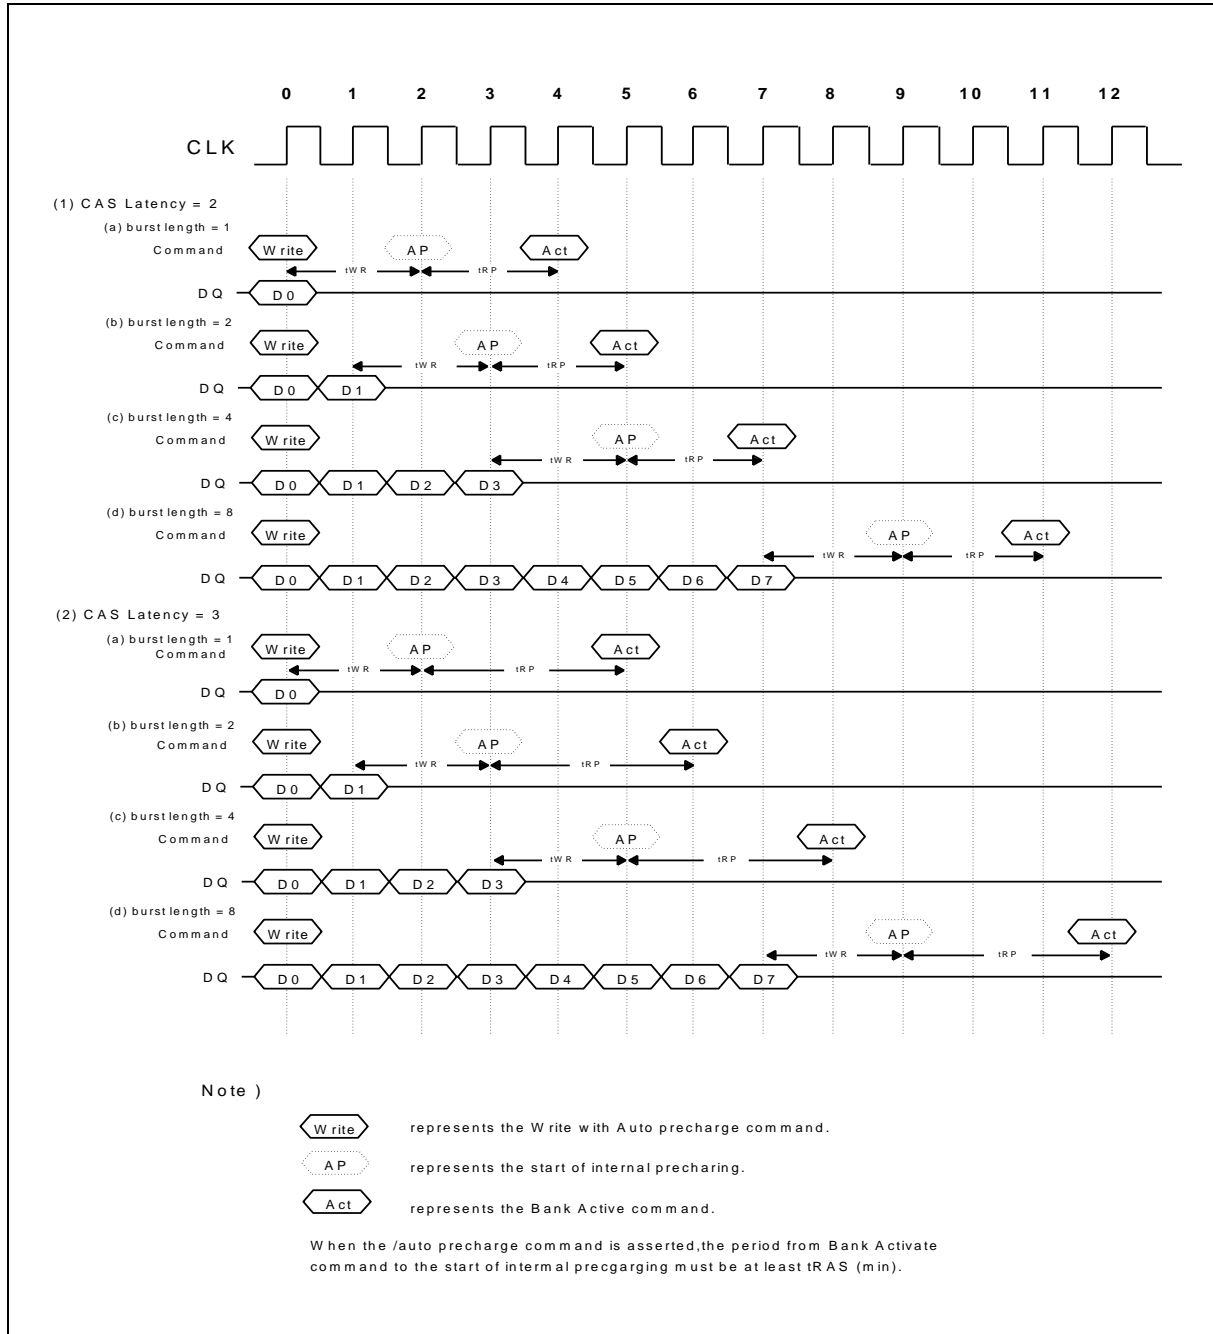 0 1 2 3 4 5 6 7 8 9 10 11 12
CLK
(1) CAS Latency = 2
(a) burst length = 1
Command Write AP Act
tWR tRP
DQ D0
(b) burst length = 2
Command Write AP Act
tWR tRP
DQ D0 D1
(c) burst length = 4
Command Write AP Act
tWR tRP
DQ D0 D1 D2 D3
(d) burst length = 8
Command Write AP Act
tWR tRP
DQ D0 D1 D2 D3 D4 D5 D6 D7
(2) CAS Latency = 3
(a) burst length = 1
Command Write AP Act
tWR tRP
DQ D0
(b) burst length = 2
Command Write AP Act
tWR tRP
DQ D0 D1
(c) burst length = 4
Command Write AP Act
tWR tRP
DQ D0 D1 D2 D3
(d) burst length = 8
Command Write AP Act
tWR tRP
DQ D0 D1 D2 D3 D4 D5 D6 D7
Note )
Write represents the Write with Auto precharge command.
AP represents the start of internal precharing.
Act represents the Bank Active command.
When the /auto precharge command is asserted,the period from Bank Activate
command to the start of intermal precgarging must be at least tRAS (min).